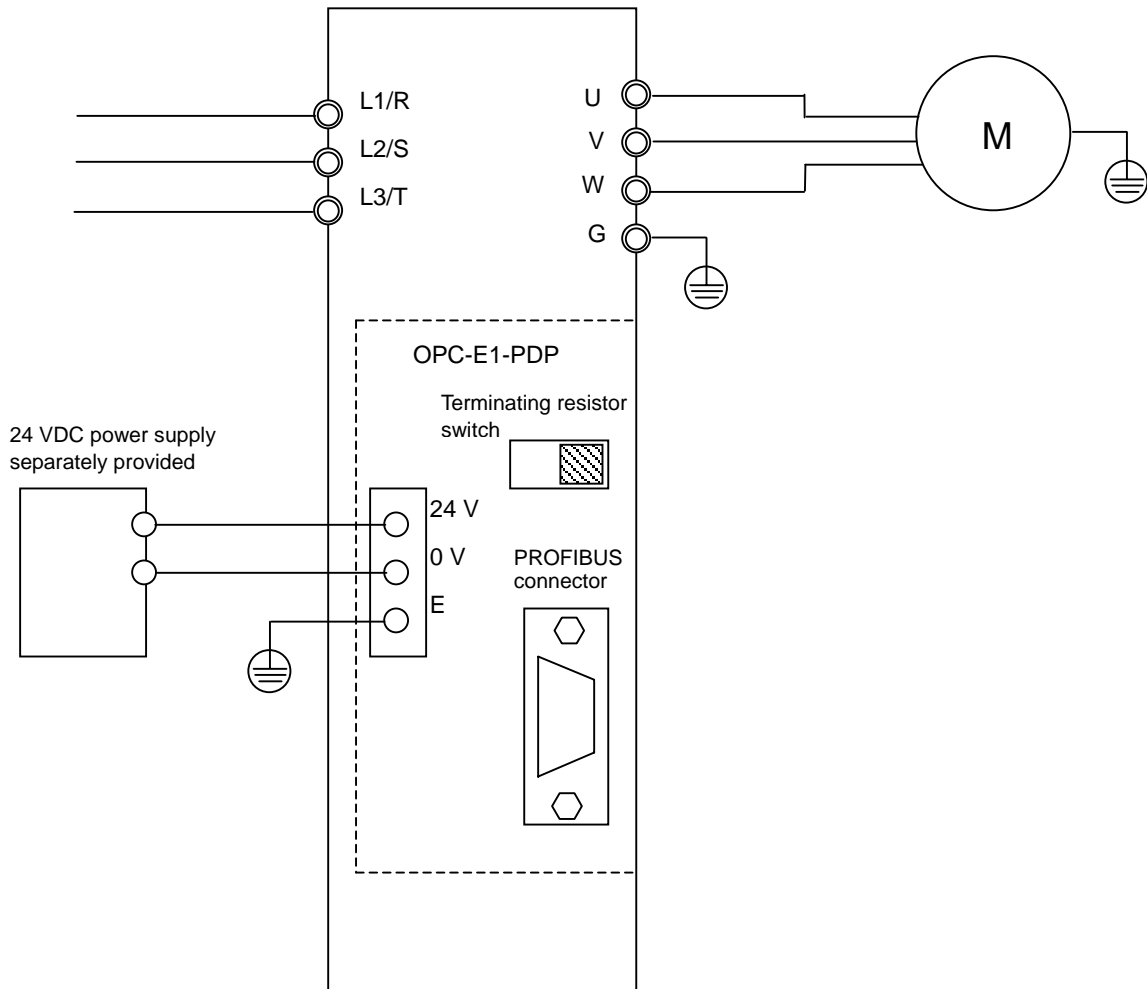 L1/R
L2/S
L3/T
U
V
W
G
M
OPC-E1-PDP
Terminating resistor
switch
24 VDC power supply
separately provided
24 V
0 V
E
PROFIBUS
connector